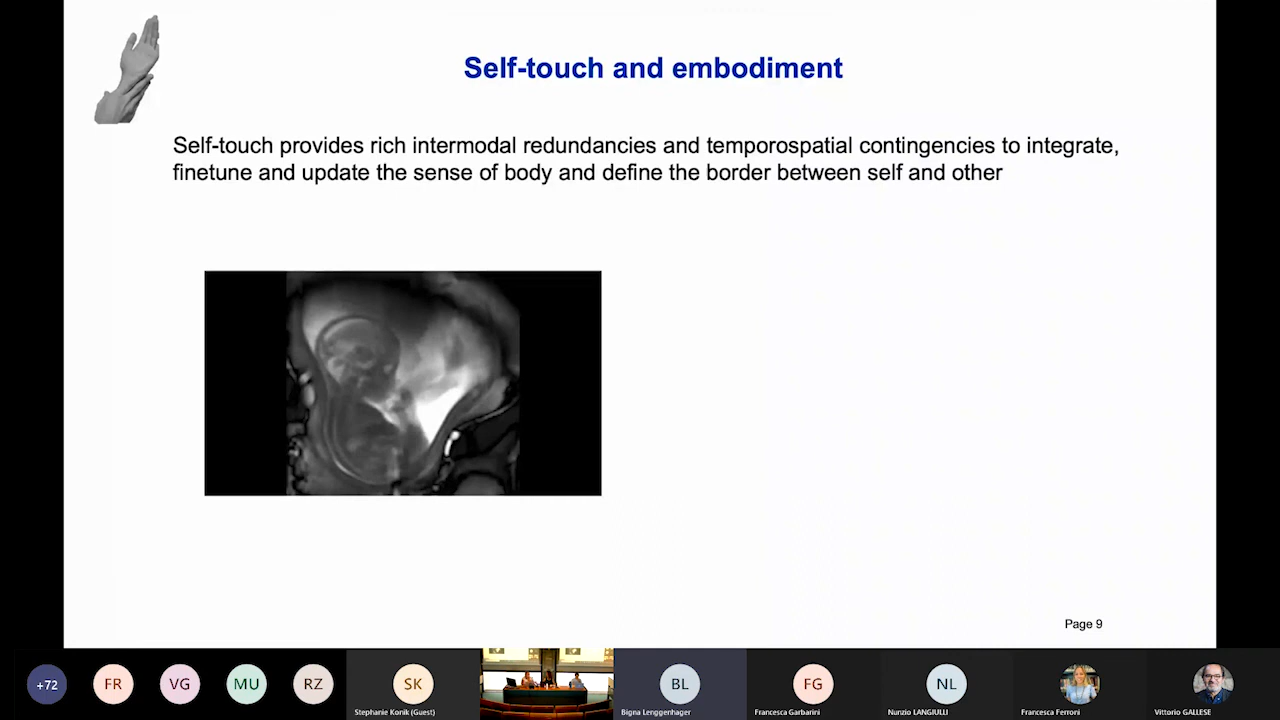 Self-touch and embodiment
Self-touch provides rich intermodal redundancies and temporospatial contingencies to integrate,
finetune and update the sense of body and define the border between self and other
Page 9
+72
FR
VG
MU
RZ
SK
Stephanie Konik (Guest)
BL
Bigna Lenggenhager
FG
Francesca Garbarini
NL
Nunzio LANGIULLI
Francesca Ferroni
Vittorio GALLESE